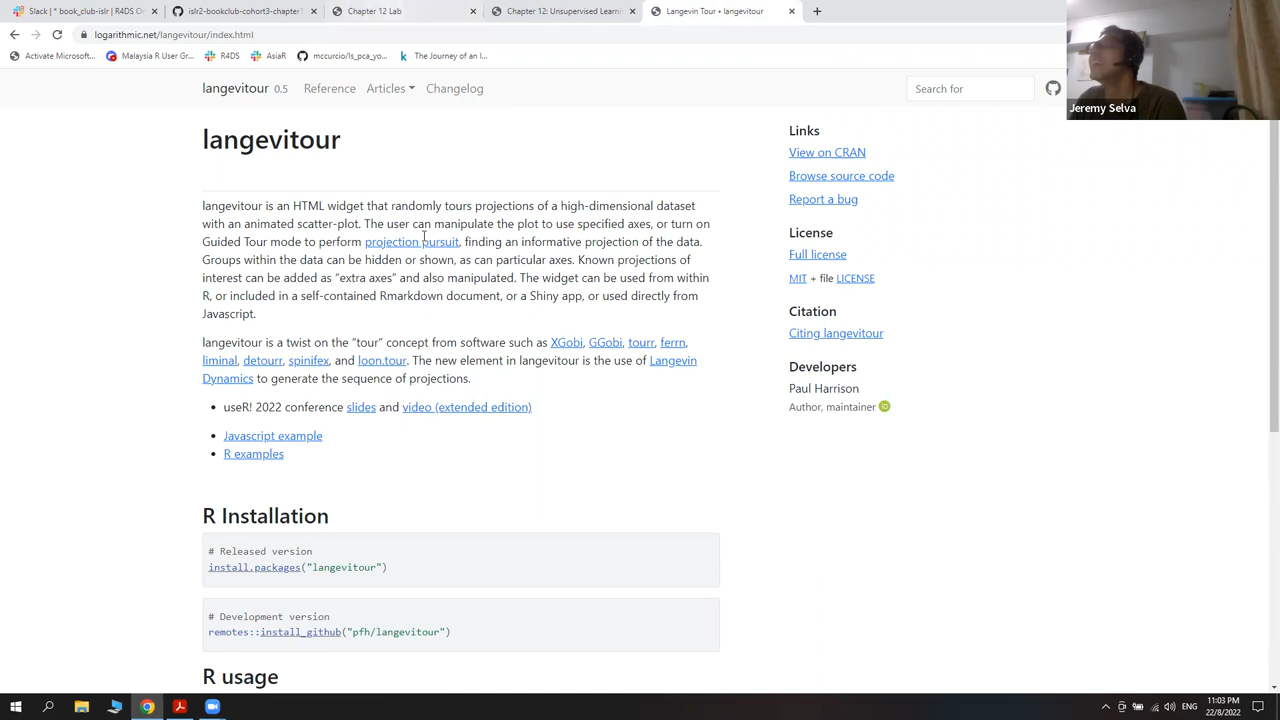 Slack | * book_club-islr | R4DS O
islr2-bookclub-cohort3-chapter1
Chapter 12 Lab
Chapter 12: Unsupervised Learn
Langevin Tour • langevitour
logarithmic.net/langevitour/index.html
Activate Microsoft...
Malaysia R User Gr...
R4DS
AsiaR
mccurcio/ls_pca_yo...
The Journey of an I...
Jeremy Selva
langevitour 0.5 Reference Articles Changelog
Search for
langevitour
langevitour is an HTML widget that randomly tours projections of a high-dimensional dataset
with an animated scatter-plot. The user can manipulate the plot to use specified axes, or turn on
Guided Tour mode to perform projection pursuit, finding an informative projection of the data.
Groups within the data can be hidden or shown, as can particular axes. Known projections of
interest can be added as “extra axes” and also manipulated. The widget can be used from within
R, or included in a self-contained Rmarkdown document, or a Shiny app, or used directly from
Javascript.
langevitour is a twist on the “tour” concept from software such as XGobi, GGobi, tourr, ferrn,
liminal, detourr, spinifex, and loon.tour. The new element in langevitour is the use of Langevin
Dynamics to generate the sequence of projections.
useR! 2022 conference slides and video (extended edition)
Javascript example
R examples
R Installation
# Released version
install.packages("langevitour")
# Development version
remotes::install_github("pfh/langevitour")
R usage
Links
View on CRAN
Browse source code
Report a bug
License
Full license
MIT + file LICENSE
Citation
Citing langevitour
Developers
Paul Harrison
Author, maintainer
ENG
11:03 PM
22/8/2022